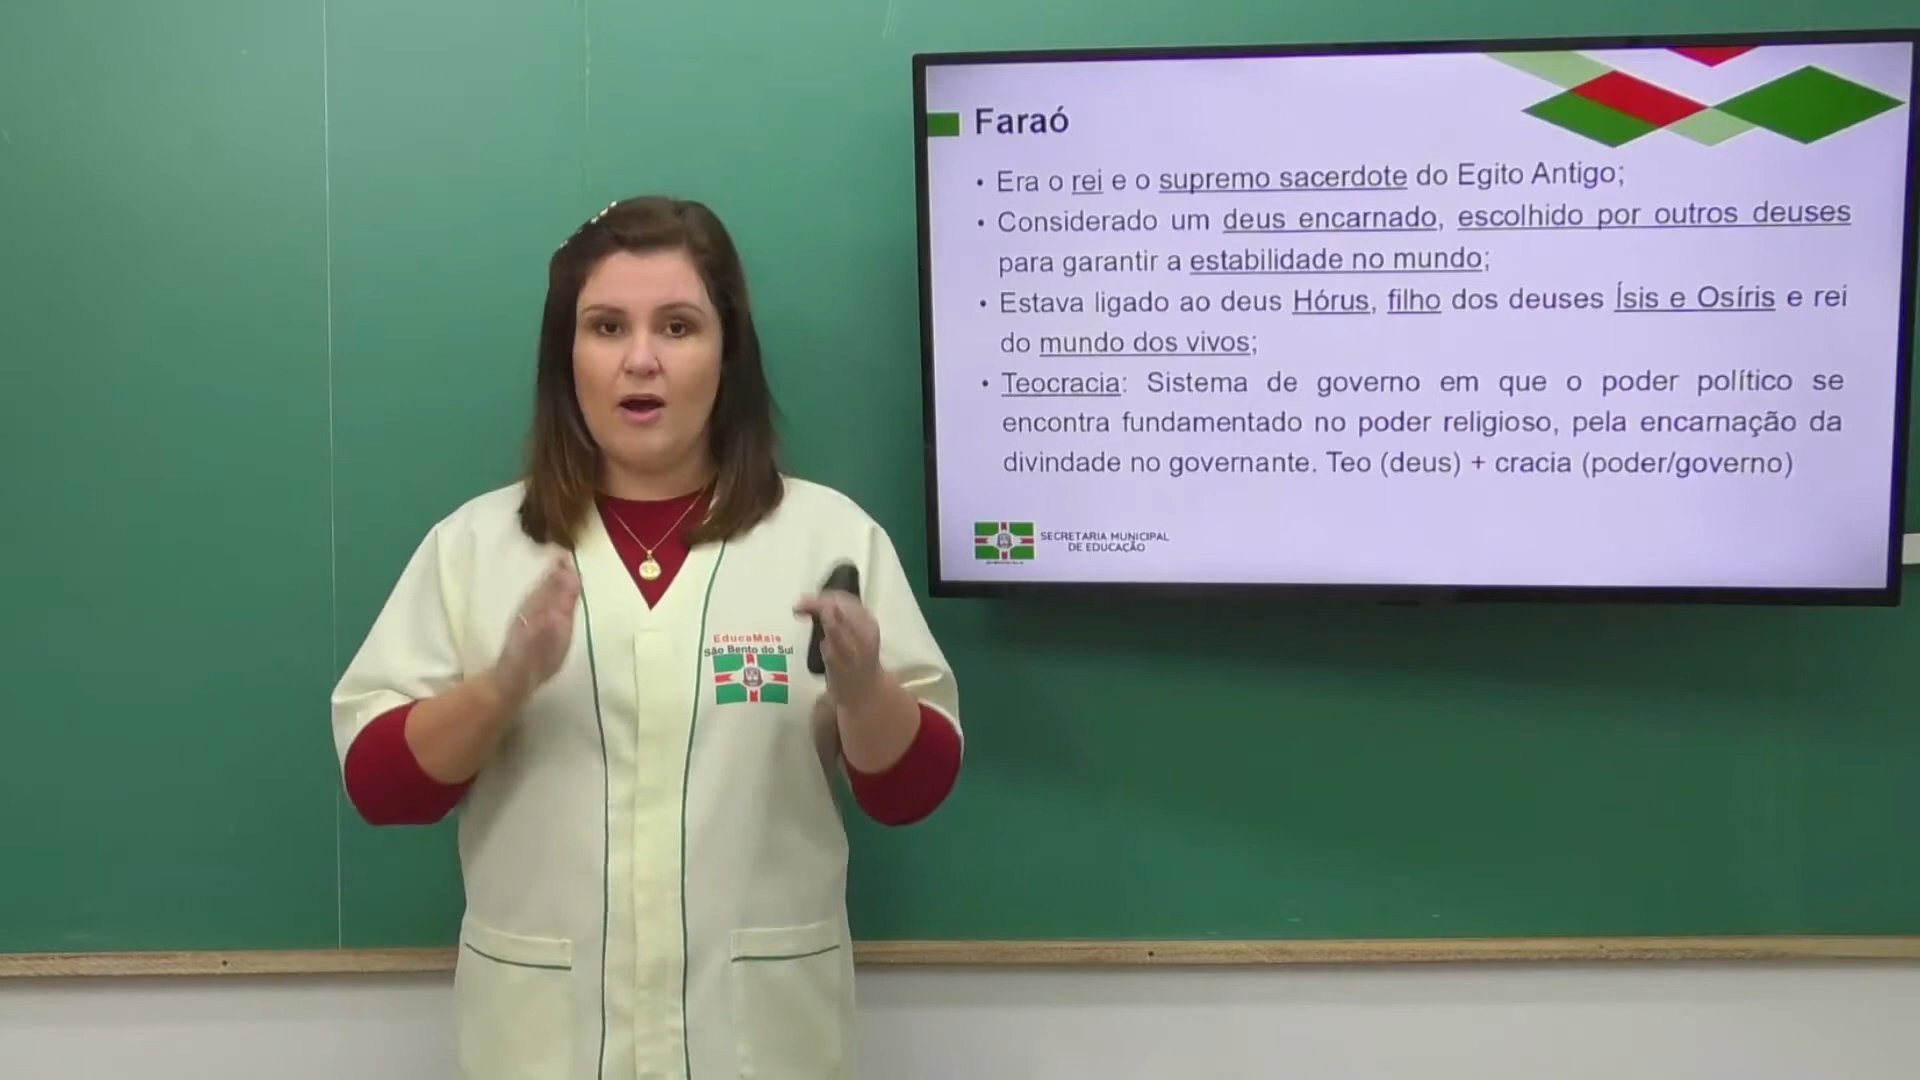 Faraó
• Era o rei e o supremo sacerdote do Egito Antigo;
• Considerado um deus encarnado, escolhido por outros deuses
para garantir a estabilidade no mundo;
• Estava ligado ao deus Hórus, filho dos deuses Ísis e Osíris e rei
do mundo dos vivos;
• Teocracia: Sistema de governo em que o poder político se
encontra fundamentado no poder religioso, pela encarnação da
divindade no governante. Teo (deus) + cracia (poder/governo)
SECRETARIA MUNICIPAL
DE EDUCAÇÃO
EducaMais
São Bento do Sul